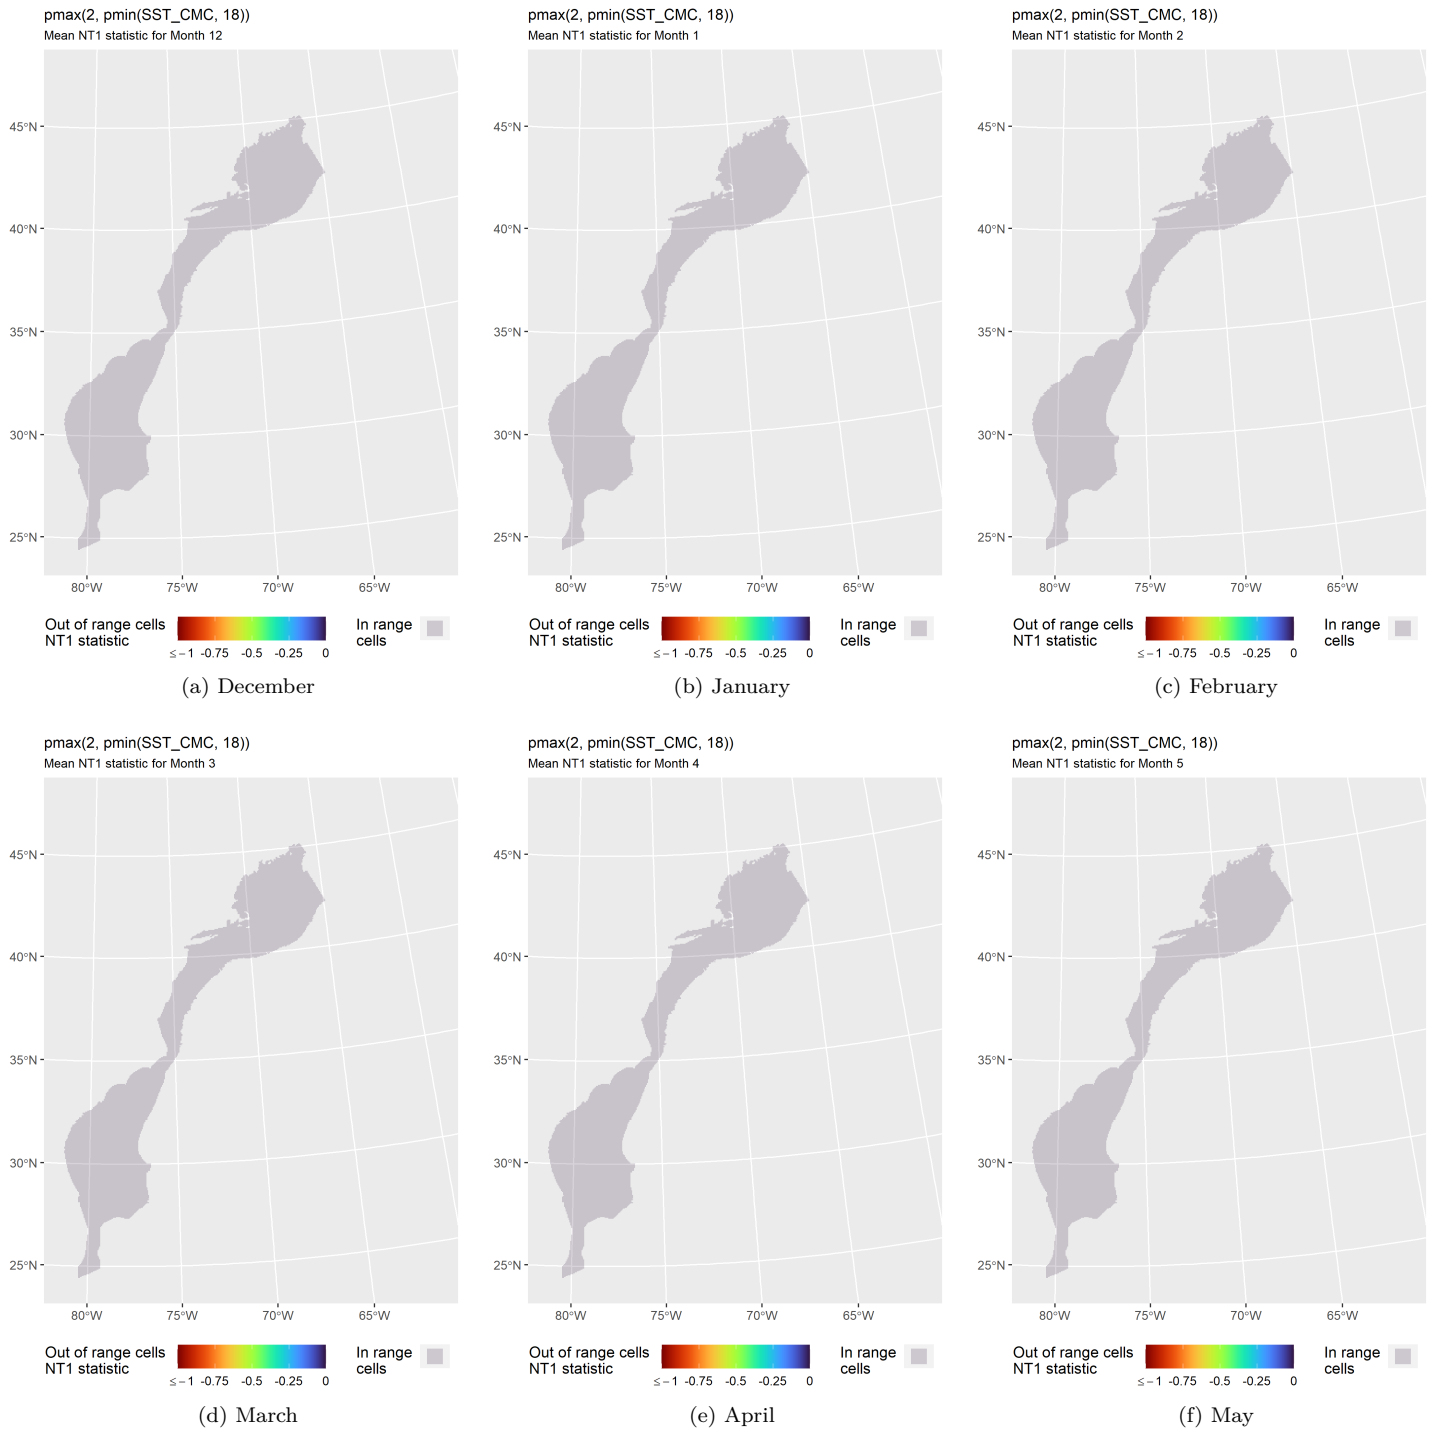 pmax(2, pmin(SST_CMC, 18))
Mean NT1 statistic for Month 12
45°N
40°N
35°N
30°N
25°N
80°W 75°W 70°W 65°W
Out of range cells
NT1 statistic
≤ − 1 -0.75 -0.5 -0.25 0
In range
cells
(a) December
pmax(2, pmin(SST_CMC, 18))
Mean NT1 statistic for Month 1
45°N
40°N
35°N
30°N
25°N
80°W 75°W 70°W 65°W
Out of range cells
NT1 statistic
≤ − 1 -0.75 -0.5 -0.25 0
In range
cells
(b) January
pmax(2, pmin(SST_CMC, 18))
Mean NT1 statistic for Month 2
45°N
40°N
35°N
30°N
25°N
80°W 75°W 70°W 65°W
Out of range cells
NT1 statistic
≤ − 1 -0.75 -0.5 -0.25 0
In range
cells
(c) February
pmax(2, pmin(SST_CMC, 18))
Mean NT1 statistic for Month 3
45°N
40°N
35°N
30°N
25°N
80°W 75°W 70°W 65°W
Out of range cells
NT1 statistic
≤ − 1 -0.75 -0.5 -0.25 0
In range
cells
(d) March
pmax(2, pmin(SST_CMC, 18))
Mean NT1 statistic for Month 4
45°N
40°N
35°N
30°N
25°N
80°W 75°W 70°W 65°W
Out of range cells
NT1 statistic
≤ − 1 -0.75 -0.5 -0.25 0
In range
cells
(e) April
pmax(2, pmin(SST_CMC, 18))
Mean NT1 statistic for Month 5
45°N
40°N
35°N
30°N
25°N
80°W 75°W 70°W 65°W
Out of range cells
NT1 statistic
≤ − 1 -0.75 -0.5 -0.25 0
In range
cells
(f) May